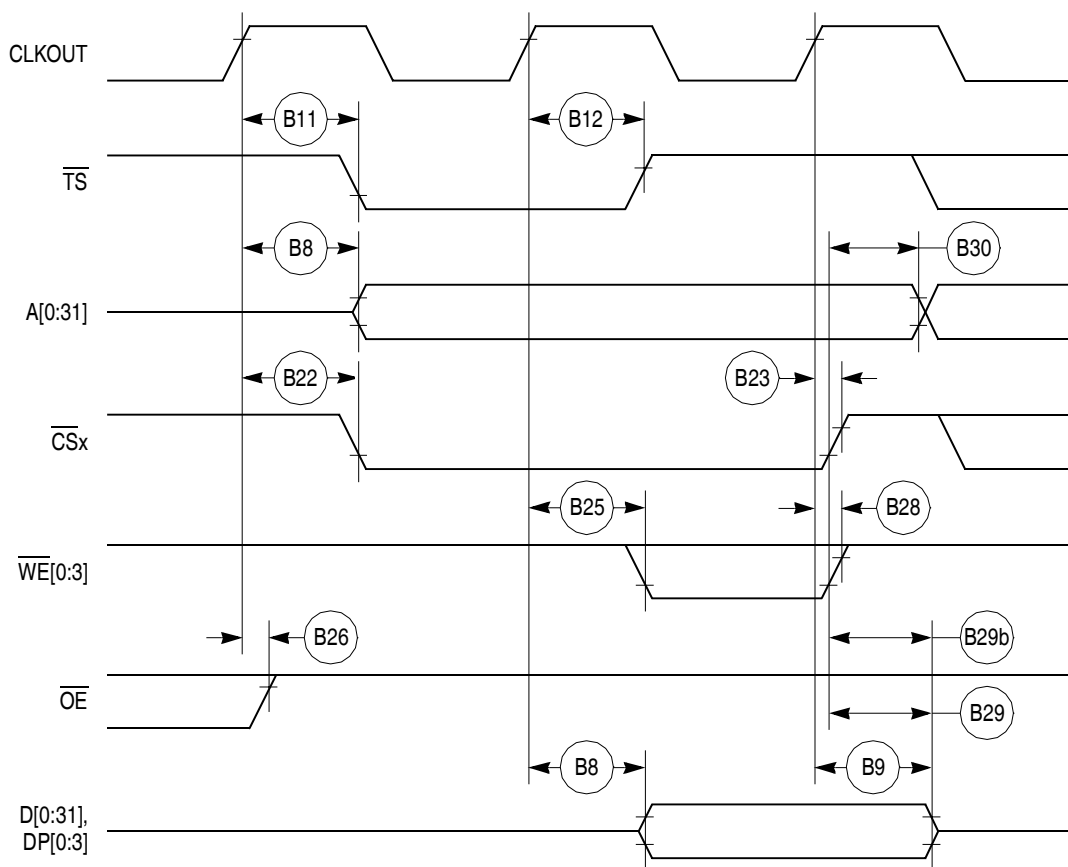 CLKOUT
B11
B12
TS
B8
B30
A[0:31]
B22
B23
CSx
B25
B28
WE[0:3]
B26
B29b
OE
B29
B8
B9
D[0:31],
DP[0:3]